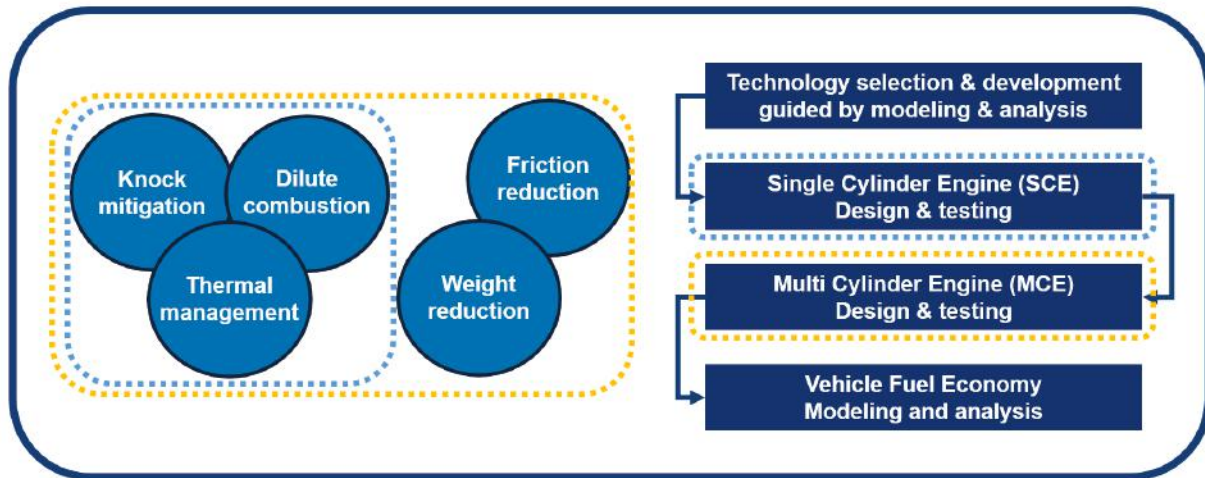 Knock
mitigation
Dilute
combustion
Thermal
management
Friction
reduction
Weight
reduction
Technology selection & development
guided by modeling & analysis
Single Cylinder Engine (SCE)
Design & testing
Multi Cylinder Engine (MCE)
Design & testing
Vehicle Fuel Economy
Modeling and analysis